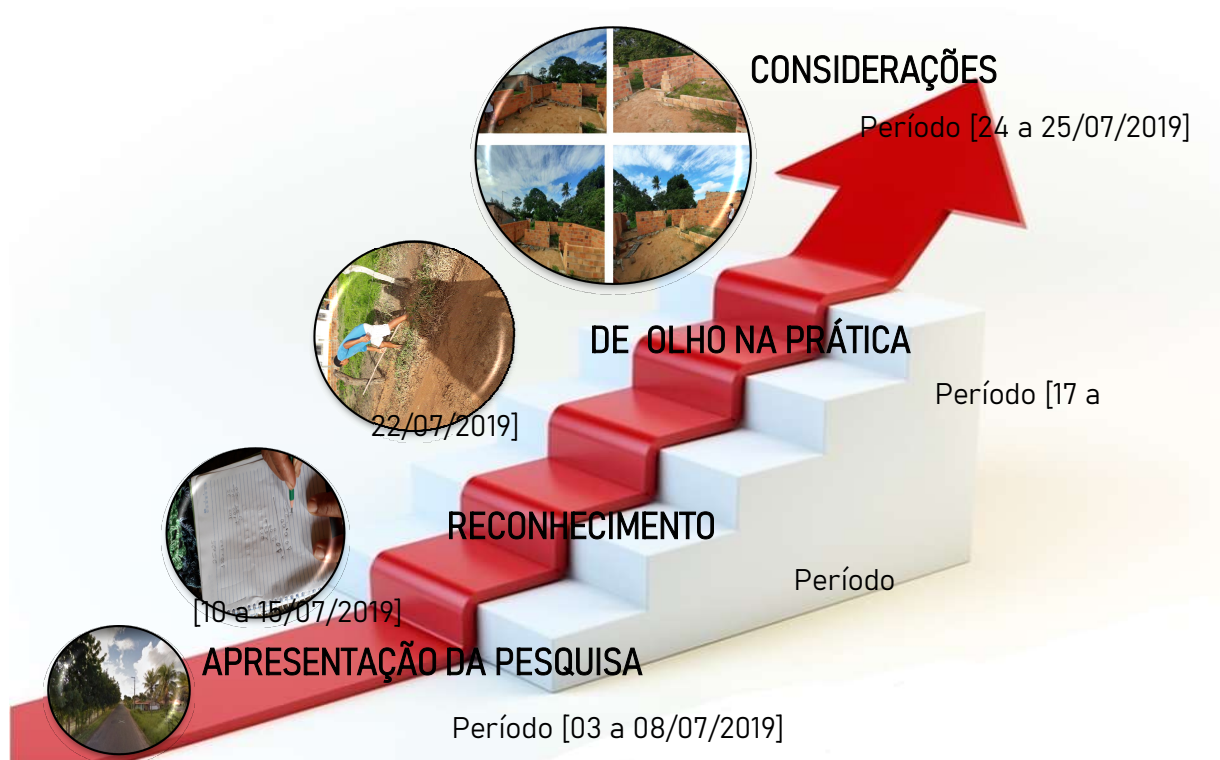 CONSIDERAÇÕES
Período [24 a 25/07/2019]
DE OLHO NA PRÁTICA
Período [17 a
22/07/2019]
RECONHECIMENTO
Período
[10 a 15/07/2019]
APRESENTAÇÃO DA PESQUISA
Período [03 a 08/07/2019]